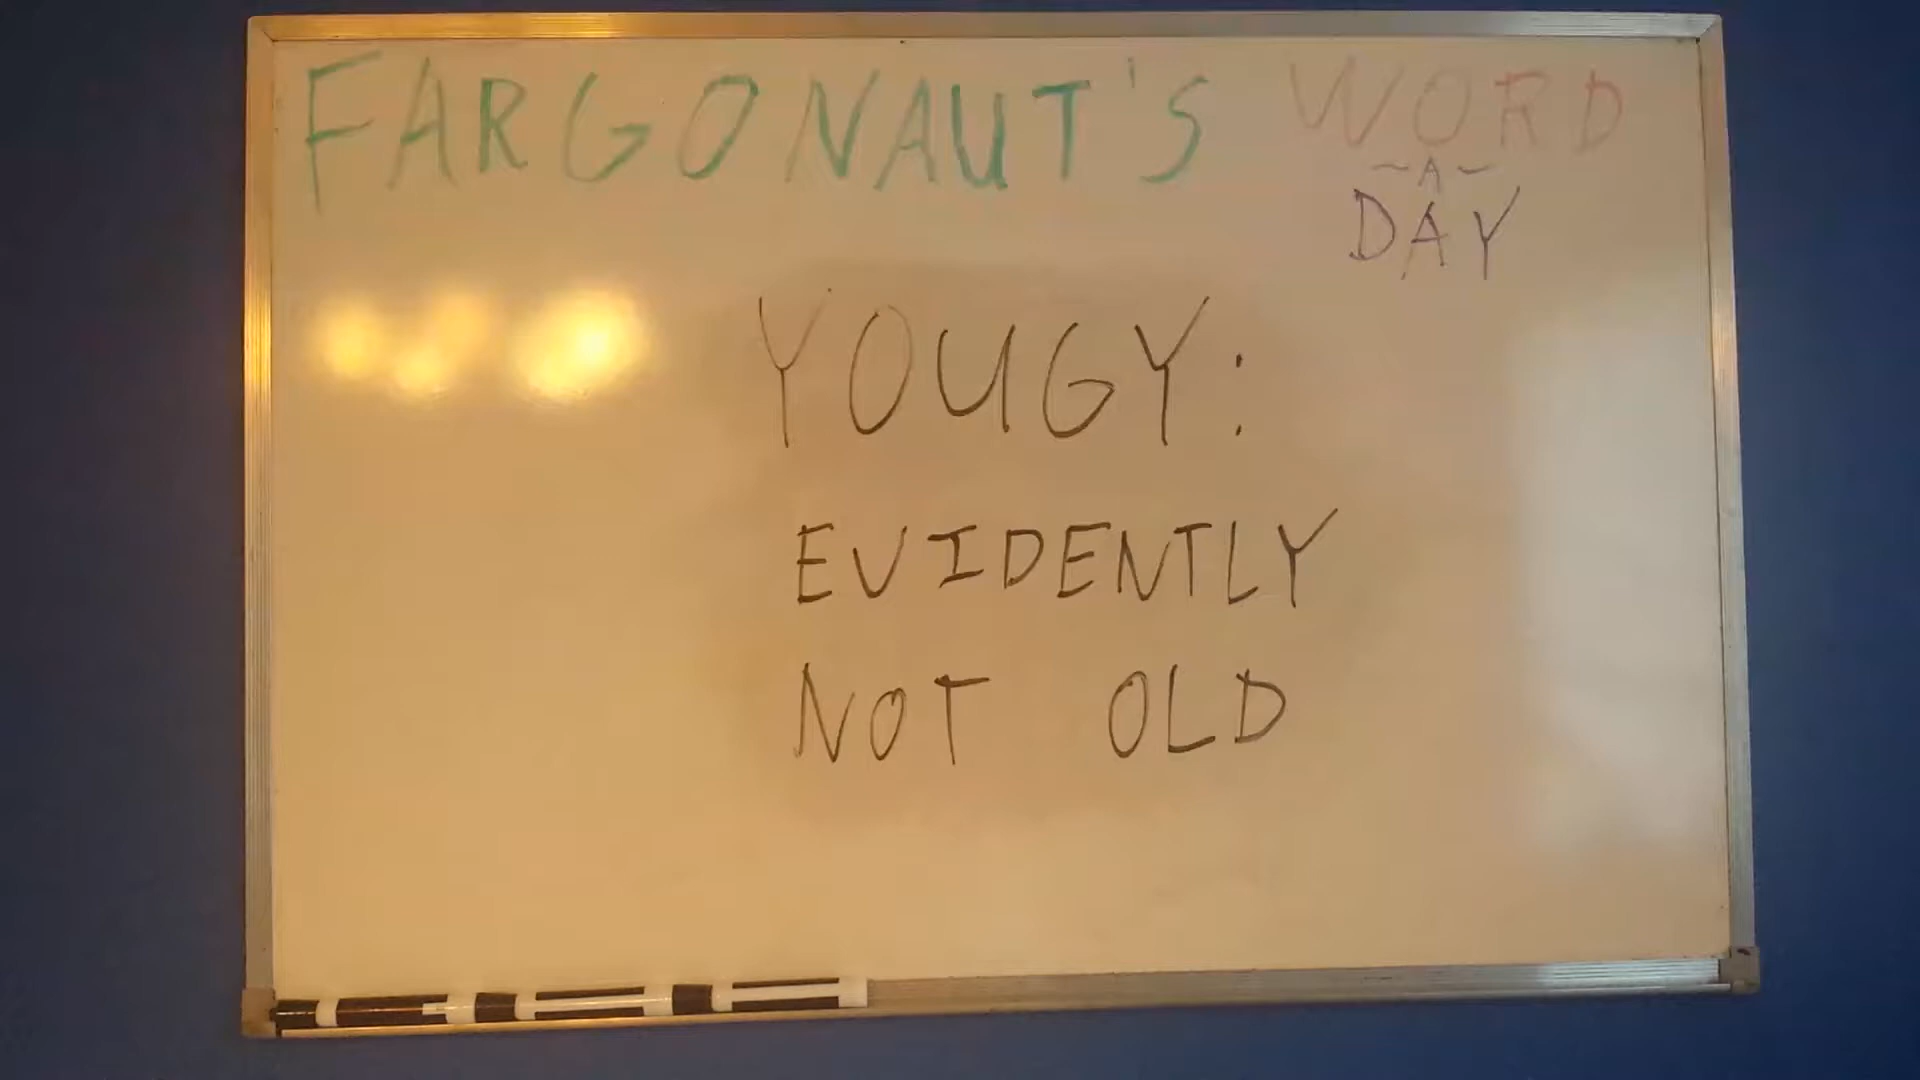 FARGONAUT'S WORD
~A~
DAY
YOUGY:
EVIDENTLY
NOT OLD